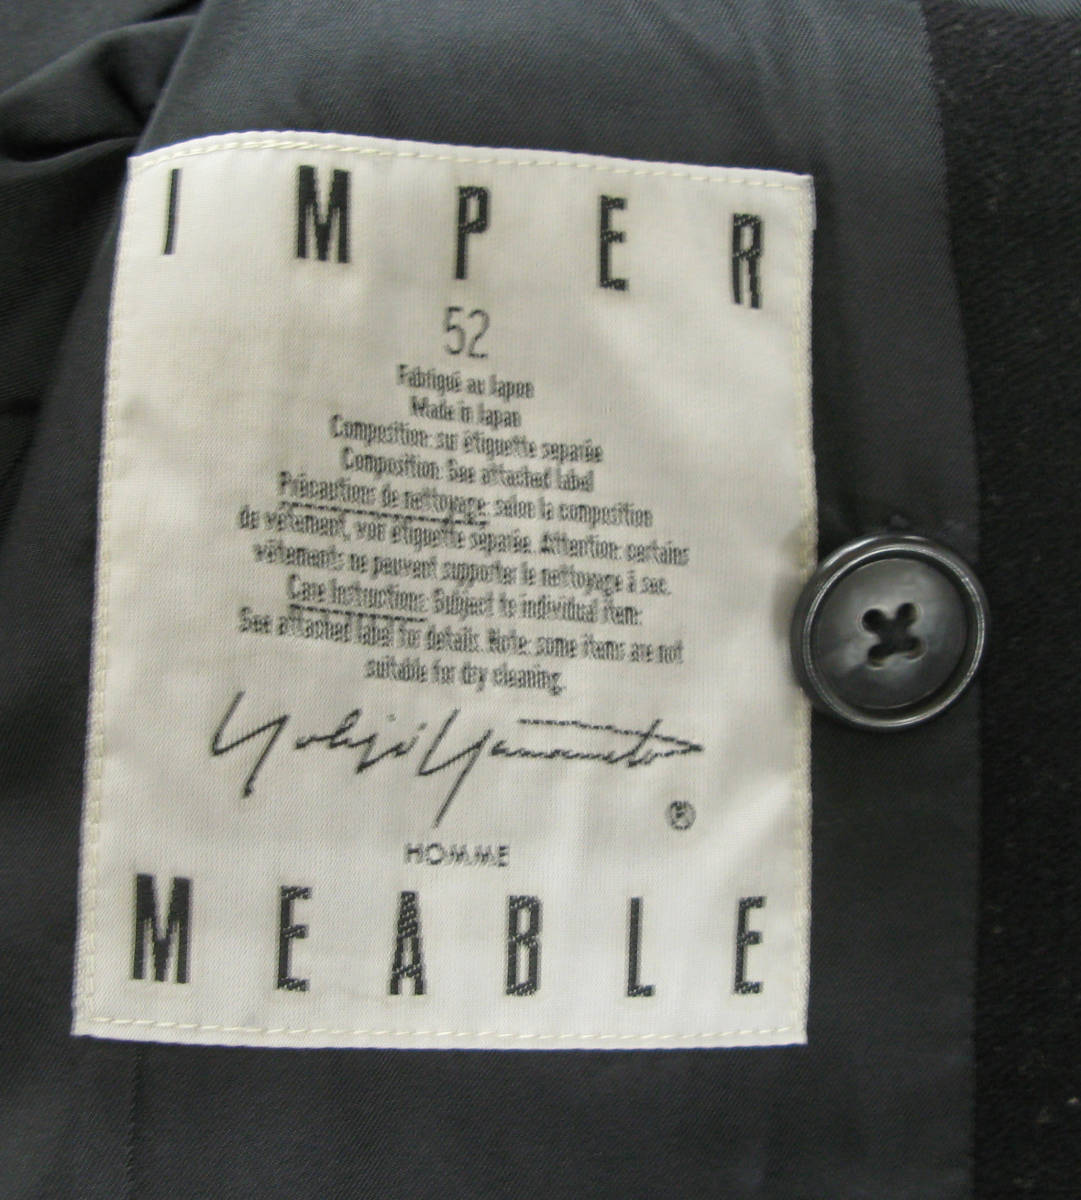 IMPER
52
Fabriqué au Japon
Made in Japan
Composition: sur étiquette separée
Composition: See attached label
Précautions de nettoyage: selon la composition
du vêtement, voir étiquette separée. Attention: certains
vêtements ne peuvent supporter le nettoyage à sec.
Care Instructions: Subject to individual item:
See attached label for details. Note: some items are not
suitable for dry cleaning.
Yohji Yamamoto
®
HOMME
MEABLE